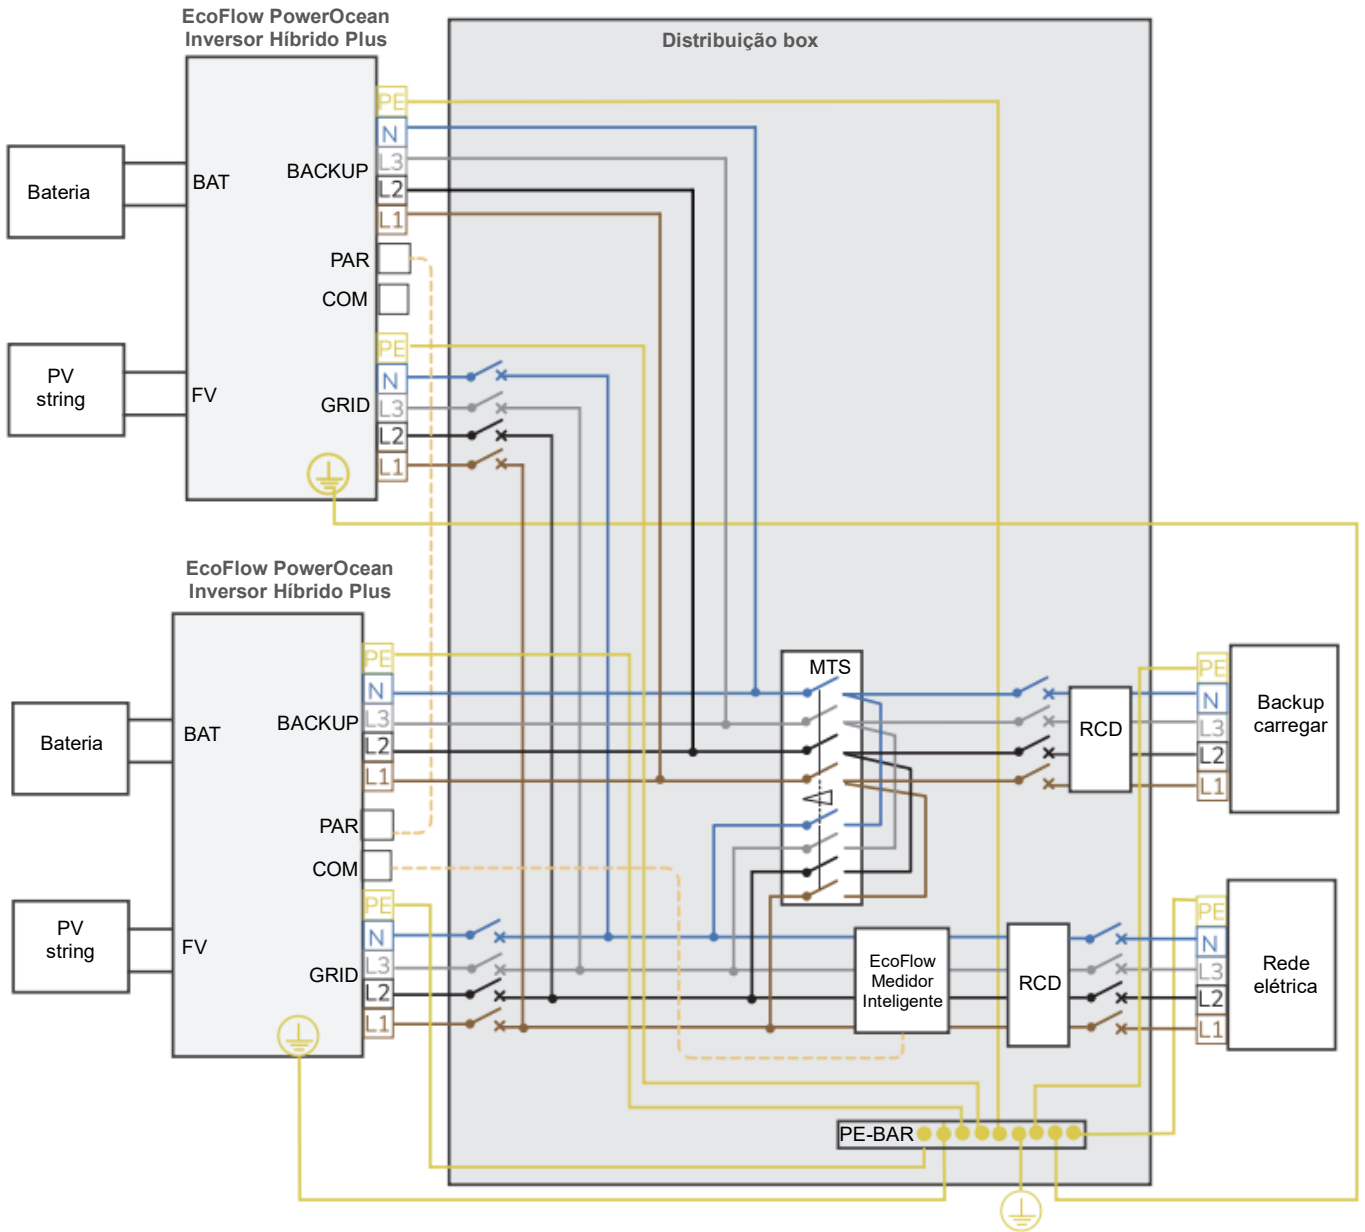 EcoFlow PowerOcean
Inversor Híbrido Plus
Distribuição box
PE
N
L3
L2
L1
BACKUP
BAT
Bateria
PAR
COM
PV
string
FV
PE
N
L3
L2
L1
GRID
EcoFlow PowerOcean
Inversor Híbrido Plus
PE
N
L3
L2
L1
BACKUP
BAT
Bateria
PAR
COM
PV
string
FV
PE
N
L3
L2
L1
GRID
MTS
RCD
PE
N
L3
L2
L1
Backup
carregar
EcoFlow
Medidor
Inteligente
RCD
PE
N
L3
L2
L1
Rede
elétrica
PE-BAR